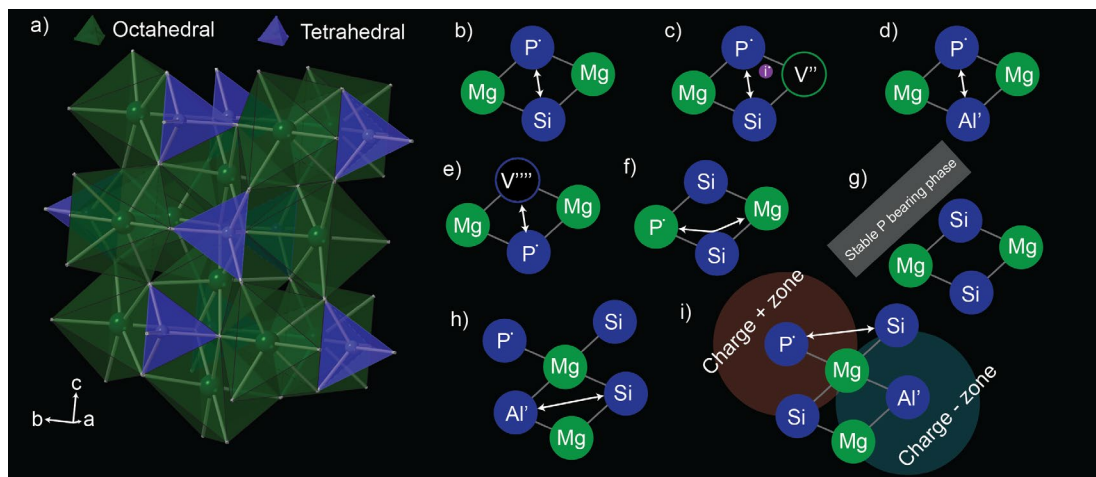 a)
Octahedral
Tetrahedral
c
b
a
b)
P˙
Mg
Mg
Si
c)
P˙
i˙
Mg
V''
Si
d)
P˙
Mg
Mg
Al'
e)
V''''
Mg
Mg
P˙
f)
Si
P˙
Mg
Si
g)
Stable P bearing phase
Si
Mg
Mg
Si
h)
Si
P˙
Mg
Al'
Si
Mg
i)
Charge + zone
P˙
Si
Mg
Al'
Si
Mg
Charge - zone